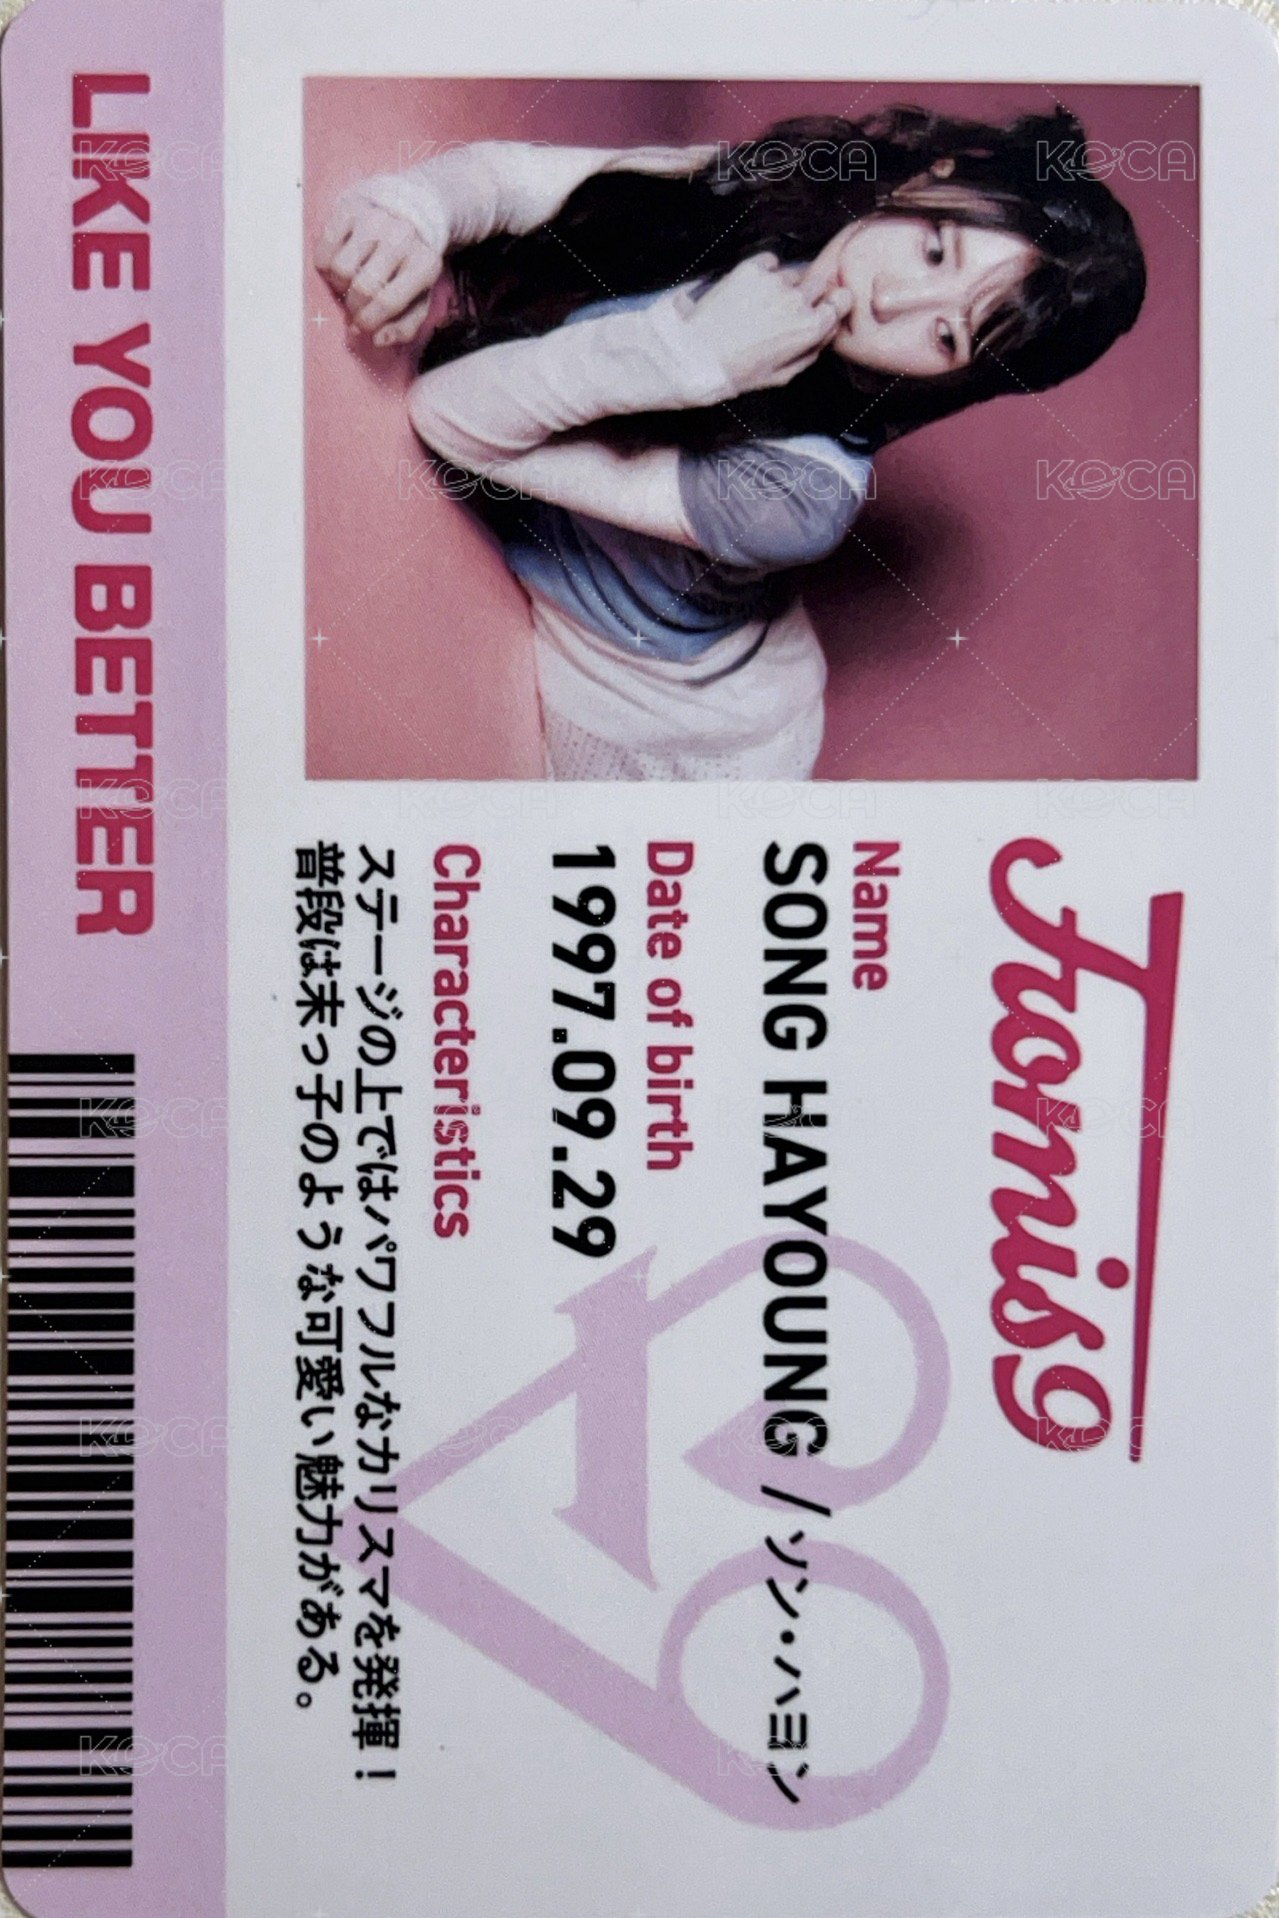 fromis9
Name
SONG HAYOUNG / ソン・ハヨン
Date of birth
1997.09.29
Characteristics
ステージの上ではパワフルなカリスマを発揮！
普段は末っ子のような可愛い魅力がある。
LIKE YOU BETTER
KOCA